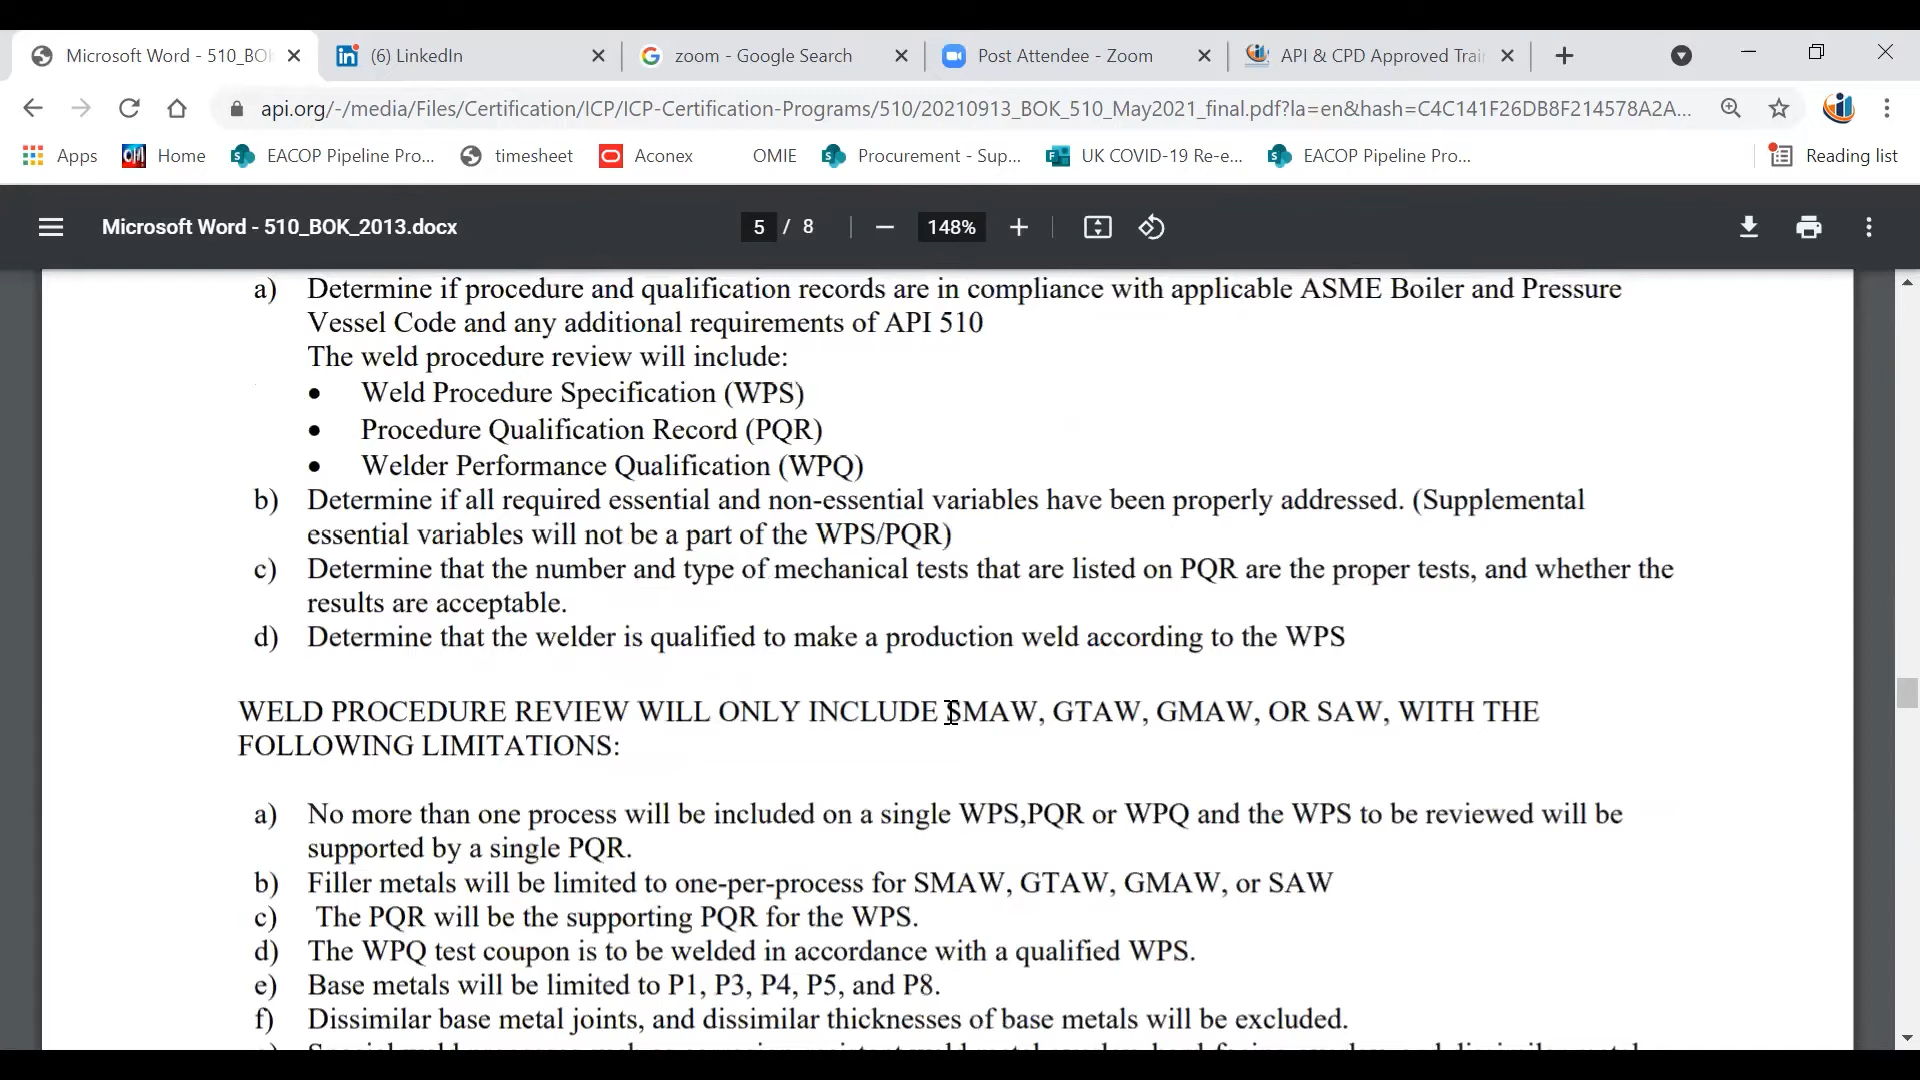 Microsoft Word - 510_BO
(6) LinkedIn
zoom - Google Search
Post Attendee - Zoom
API & CPD Approved Trai
api.org/-/media/Files/Certification/ICP/ICP-Certification-Programs/510/20210913_BOK_510_May2021_final.pdf?la=en&hash=C4C141F26DB8F214578A2A...
Apps
OH!
Home
EACOP Pipeline Pro...
timesheet
Aconex
OMIE
Procurement - Sup...
UK COVID-19 Re-e...
EACOP Pipeline Pro...
Reading list
Microsoft Word - 510_BOK_2013.docx
5 / 8
148%
a) Determine if procedure and qualification records are in compliance with applicable ASME Boiler and Pressure
Vessel Code and any additional requirements of API 510
The weld procedure review will include:
• Weld Procedure Specification (WPS)
• Procedure Qualification Record (PQR)
• Welder Performance Qualification (WPQ)
b) Determine if all required essential and non-essential variables have been properly addressed. (Supplemental
essential variables will not be a part of the WPS/PQR)
c) Determine that the number and type of mechanical tests that are listed on PQR are the proper tests, and whether the
results are acceptable.
d) Determine that the welder is qualified to make a production weld according to the WPS
WELD PROCEDURE REVIEW WILL ONLY INCLUDE SMAW, GTAW, GMAW, OR SAW, WITH THE
FOLLOWING LIMITATIONS:
a) No more than one process will be included on a single WPS,PQR or WPQ and the WPS to be reviewed will be
supported by a single PQR.
b) Filler metals will be limited to one-per-process for SMAW, GTAW, GMAW, or SAW
c) The PQR will be the supporting PQR for the WPS.
d) The WPQ test coupon is to be welded in accordance with a qualified WPS.
e) Base metals will be limited to P1, P3, P4, P5, and P8.
f) Dissimilar base metal joints, and dissimilar thicknesses of base metals will be excluded.